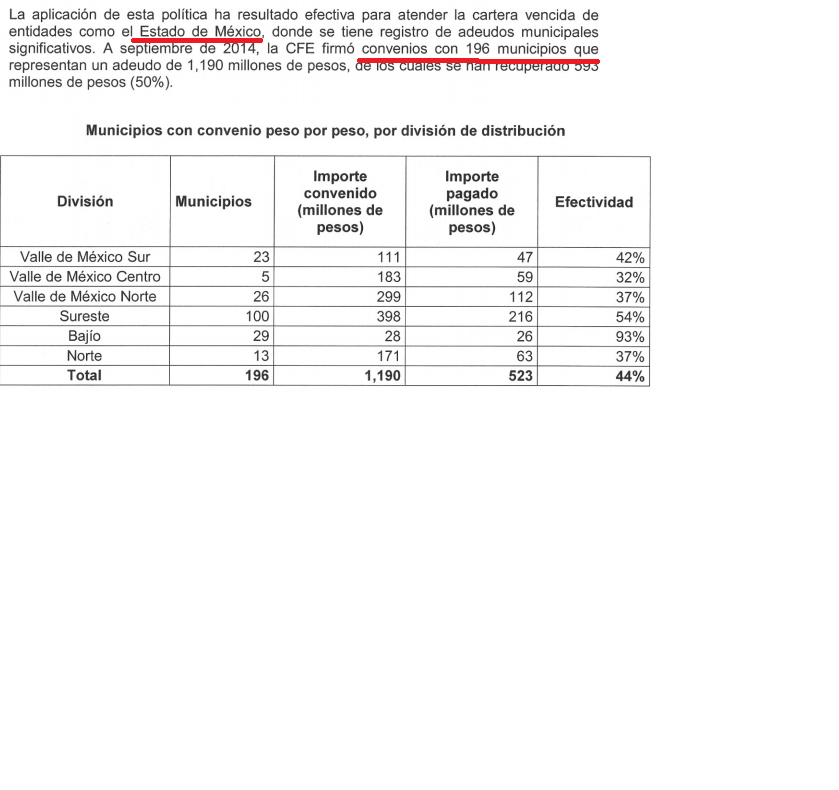 La aplicación de esta política ha resultado efectiva para atender la cartera vencida de
entidades como el Estado de México, donde se tiene registro de adeudos municipales
significativos. A septiembre de 2014, la CFE firmó convenios con 196 municipios que
representan un adeudo de 1,190 millones de pesos, de los cuales se han recuperado 593
millones de pesos (50%).
Municipios con convenio peso por peso, por división de distribución
División Municipios Importe convenido (millones de pesos) Importe pagado (millones de pesos) Efectividad
Valle de México Sur 23 111 47 42%
Valle de México Centro 5 183 59 32%
Valle de México Norte 26 299 112 37%
Sureste 100 398 216 54%
Bajío 29 28 26 93%
Norte 13 171 63 37%
Total 196 1,190 523 44%